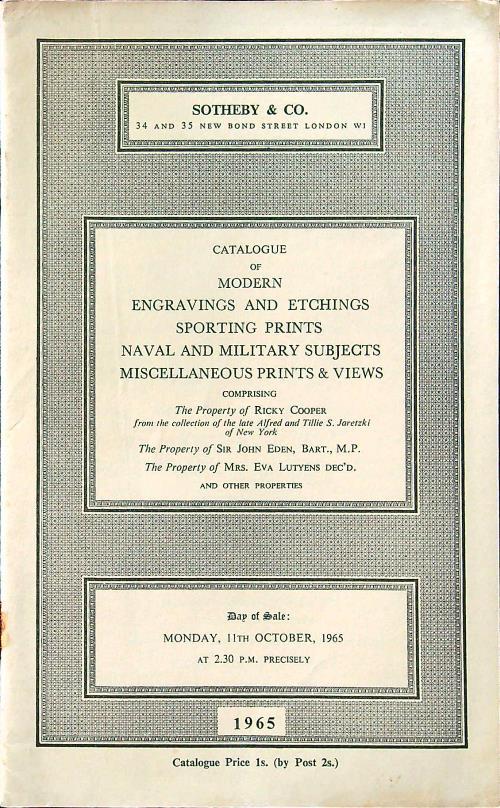 SOTHEBY & CO.
34 AND 35 NEW BOND STREET LONDON W1
CATALOGUE
OF
MODERN
ENGRAVINGS AND ETCHINGS
SPORTING PRINTS
NAVAL AND MILITARY SUBJECTS
MISCELLANEOUS PRINTS & VIEWS
COMPRISING
The Property of RICKY COOPER
from the collection of the late Alfred and Tillie S. Jaretzki
of New York
The Property of SIR JOHN EDEN, BART., M.P.
The Property of MRS. EVA LUTYENS DEC'D.
AND OTHER PROPERTIES
Day of Sale:
MONDAY, 11TH OCTOBER, 1965
AT 2.30 P.M. PRECISELY
1965
Catalogue Price 1s. (by Post 2s.)